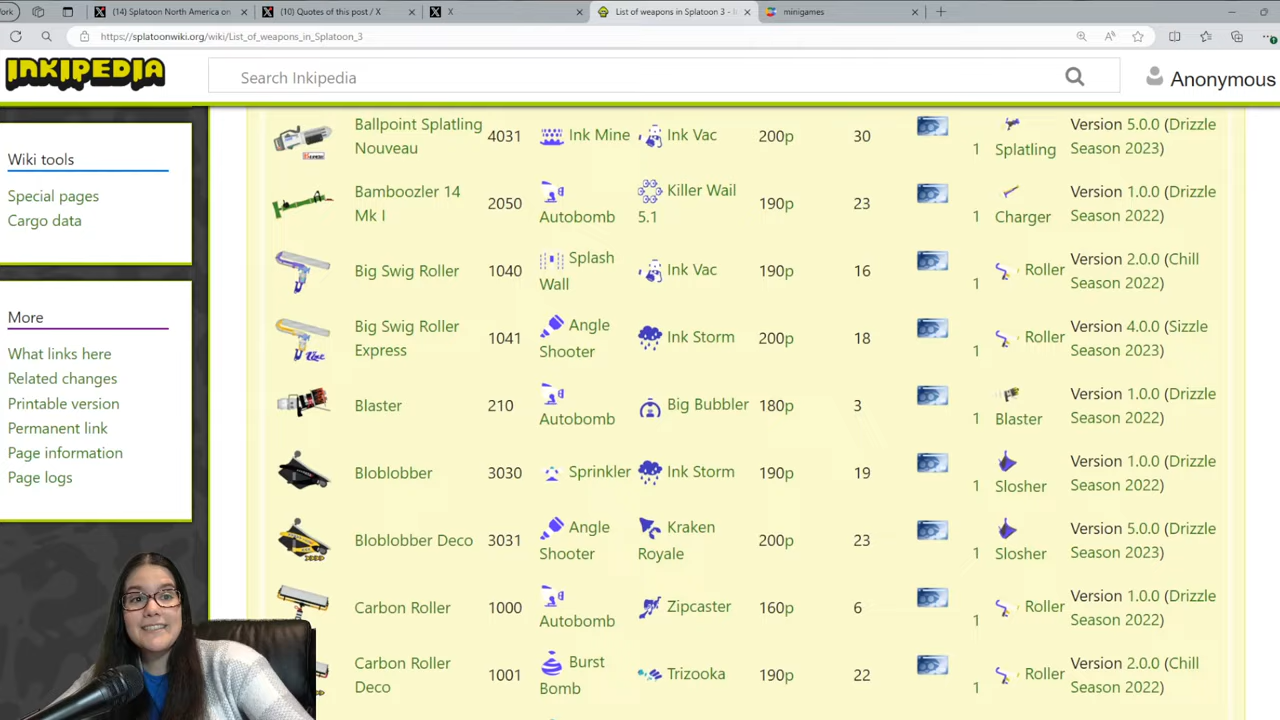 ork
(14) Splatoon North America on
(10) Quotes of this post / X
X
List of weapons in Splatoon 3 - I
minigames
https://splatoonwiki.org/wiki/List_of_weapons_in_Splatoon_3
INKIPEDIA
Search Inkipedia
Anonymous
Wiki tools
Special pages
Cargo data
More
What links here
Related changes
Printable version
Permanent link
Page information
Page logs
Ballpoint Splatling Nouveau 4031 Ink Mine Ink Vac 200p 30 1 Splatling Version 5.0.0 (Drizzle Season 2023)
Bamboozler 14 Mk I 2050 Autobomb Killer Wail 5.1 190p 23 1 Charger Version 1.0.0 (Drizzle Season 2022)
Big Swig Roller 1040 Splash Wall Ink Vac 190p 16 1 Roller Version 2.0.0 (Chill Season 2022)
Big Swig Roller Express 1041 Angle Shooter Ink Storm 200p 18 1 Roller Version 4.0.0 (Sizzle Season 2023)
Blaster 210 Autobomb Big Bubbler 180p 3 1 Blaster Version 1.0.0 (Drizzle Season 2022)
Bloblobber 3030 Sprinkler Ink Storm 190p 19 1 Slosher Version 1.0.0 (Drizzle Season 2022)
Bloblobber Deco 3031 Angle Shooter Kraken Royale 200p 23 1 Slosher Version 5.0.0 (Drizzle Season 2023)
Carbon Roller 1000 Autobomb Zipcaster 160p 6 1 Roller Version 1.0.0 (Drizzle Season 2022)
Carbon Roller Deco 1001 Burst Bomb Trizooka 190p 22 1 Roller Version 2.0.0 (Chill Season 2022)